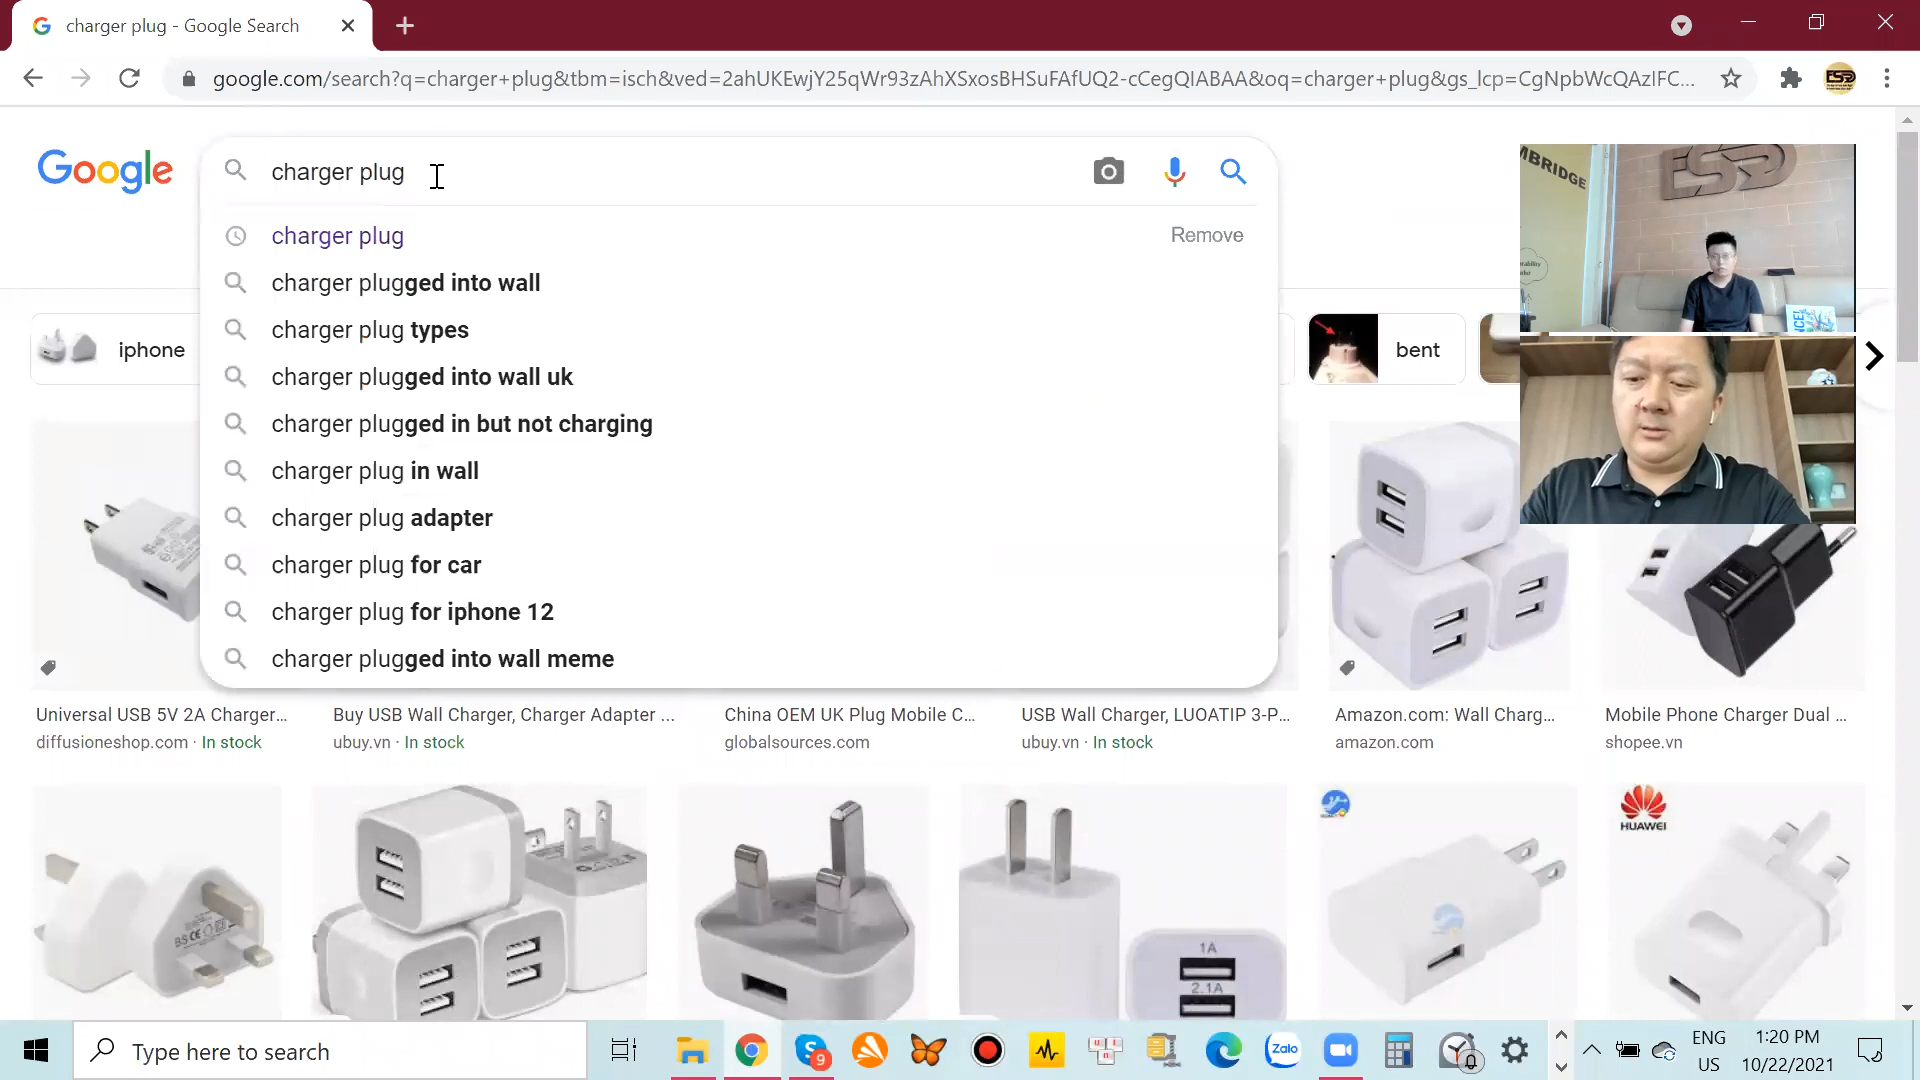 charger plug - Google Search
google.com/search?q=charger+plug&tbm=isch&ved=2ahUKEwjY25qWr93zAhXSxosBHSuFAfUQ2-cCegQIABAA&oq=charger+plug&gs_lcp=CgNpbWcQAzIFC...
ESD
Google
charger plug
charger plug
Remove
charger plugged into wall
charger plug types
charger plugged into wall uk
charger plugged in but not charging
charger plug in wall
charger plug adapter
charger plug for car
charger plug for iphone 12
charger plugged into wall meme
iphone
bent
MBRIDGE
ESD
Universal USB 5V 2A Charger...
diffusioneshop.com · In stock
Buy USB Wall Charger, Charger Adapter ...
ubuy.vn · In stock
China OEM UK Plug Mobile C...
globalsources.com
USB Wall Charger, LUOATIP 3-P...
ubuy.vn · In stock
Amazon.com: Wall Charg...
amazon.com
Mobile Phone Charger Dual ...
shopee.vn
1A
2.1A
HUAWEI
Type here to search
9
Zalo
ENG
US
1:20 PM
10/22/2021